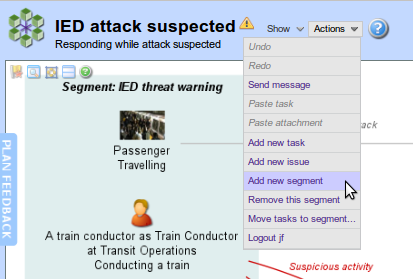 IED attack suspected
Responding while attack suspected
Show
Actions
?
Undo
Redo
Send message
Paste task
Paste attachment
Add new task
Add new issue
Add new segment
Remove this segment
Move tasks to segment...
Logout jf
Segment: IED threat warning
Passenger
Travelling
A train conductor as Train Conductor
at Transit Operations
Conducting a train
Suspicious activity
PLAN FEEDBACK